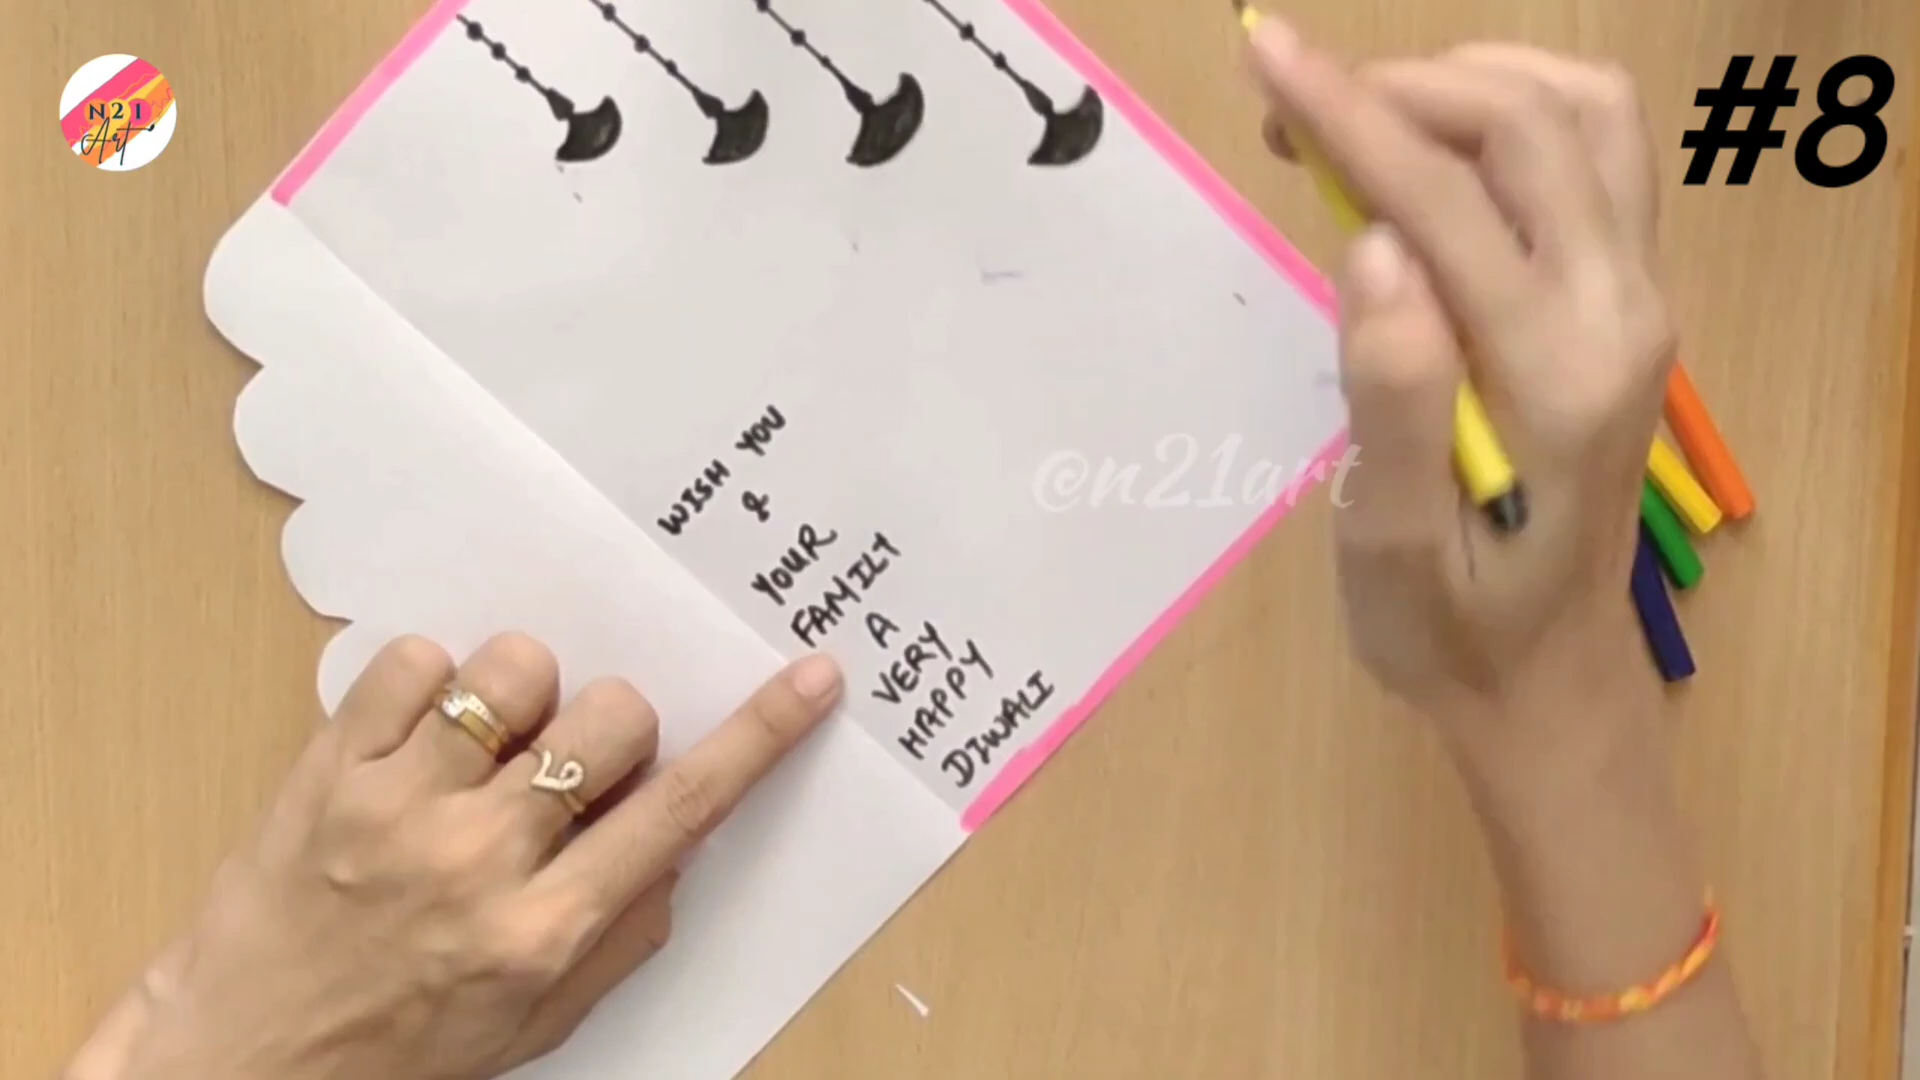 N21
Art
#8
WISH YOU
&
YOUR
FAMILY
A
VERY
HAPPY
DIWALI
@n21art